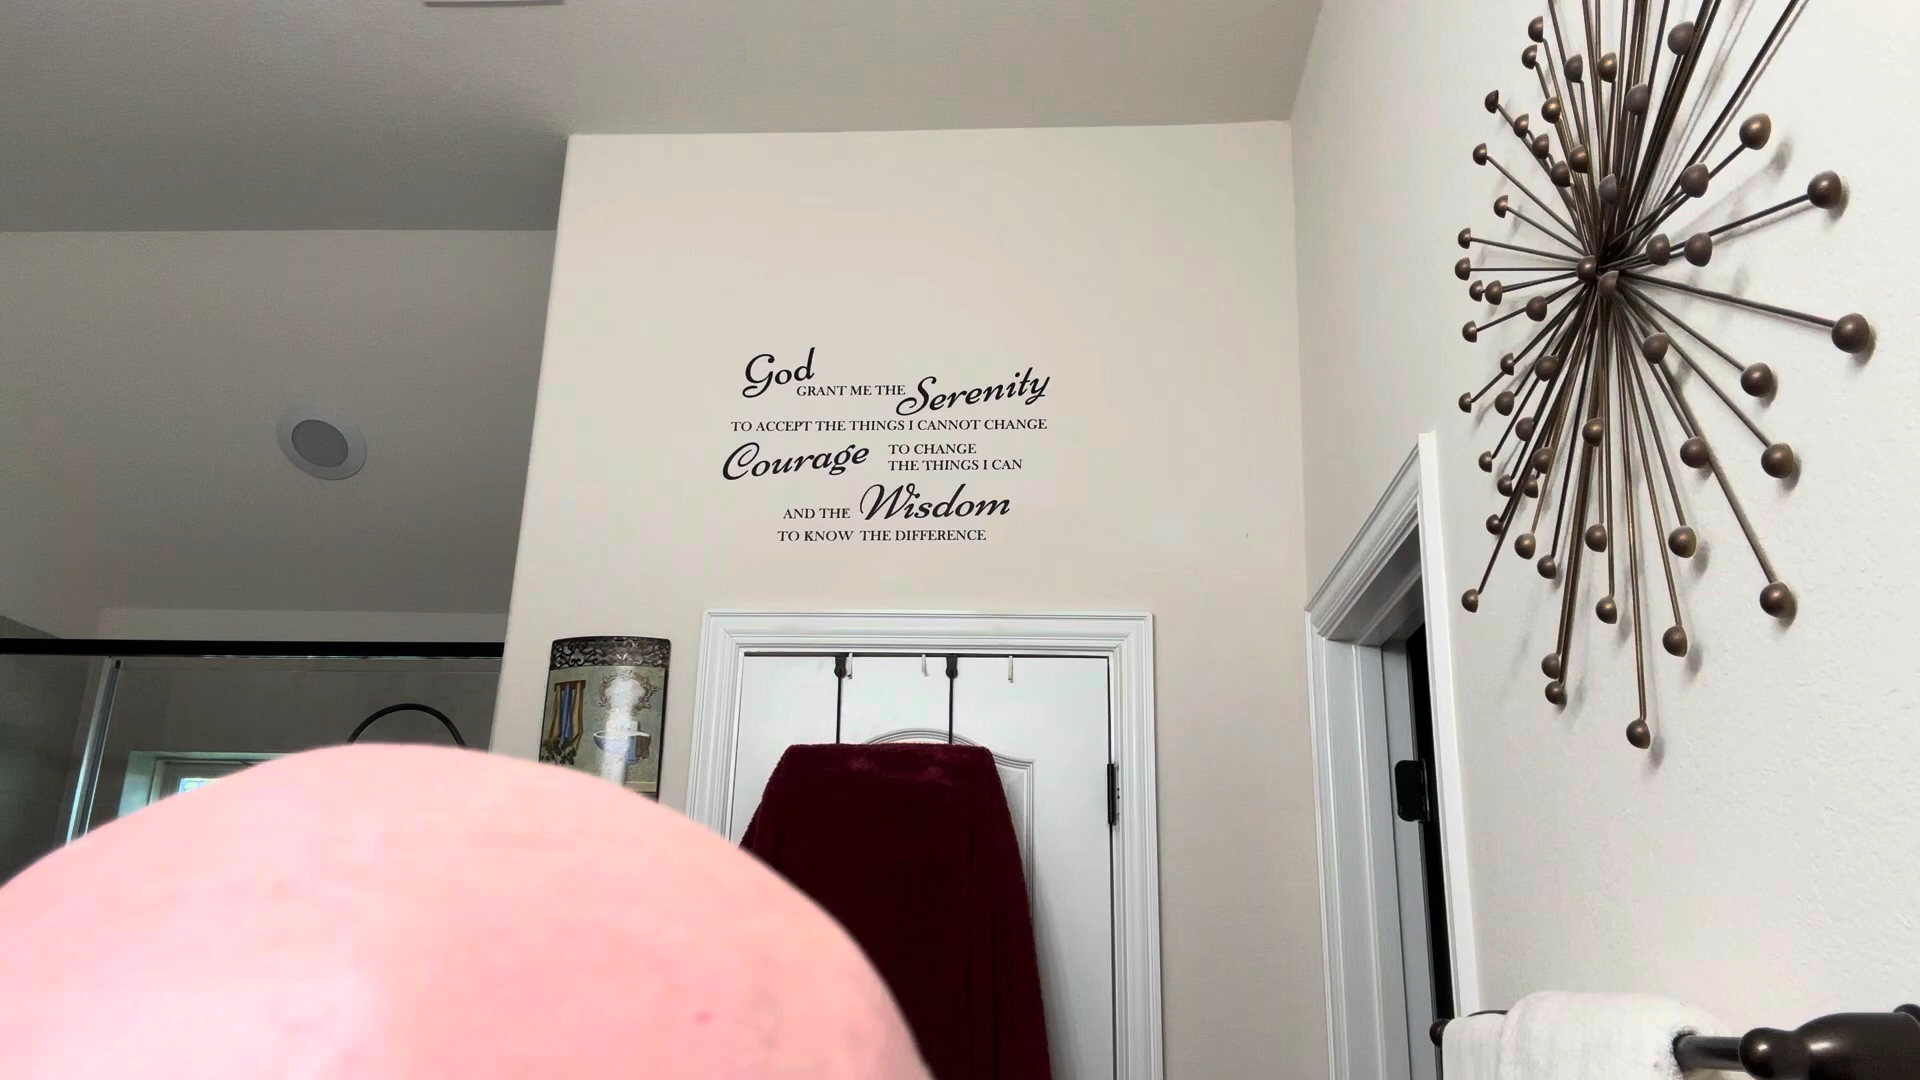 God GRANT ME THE Serenity
TO ACCEPT THE THINGS I CANNOT CHANGE
Courage TO CHANGE
THE THINGS I CAN
AND THE Wisdom
TO KNOW THE DIFFERENCE